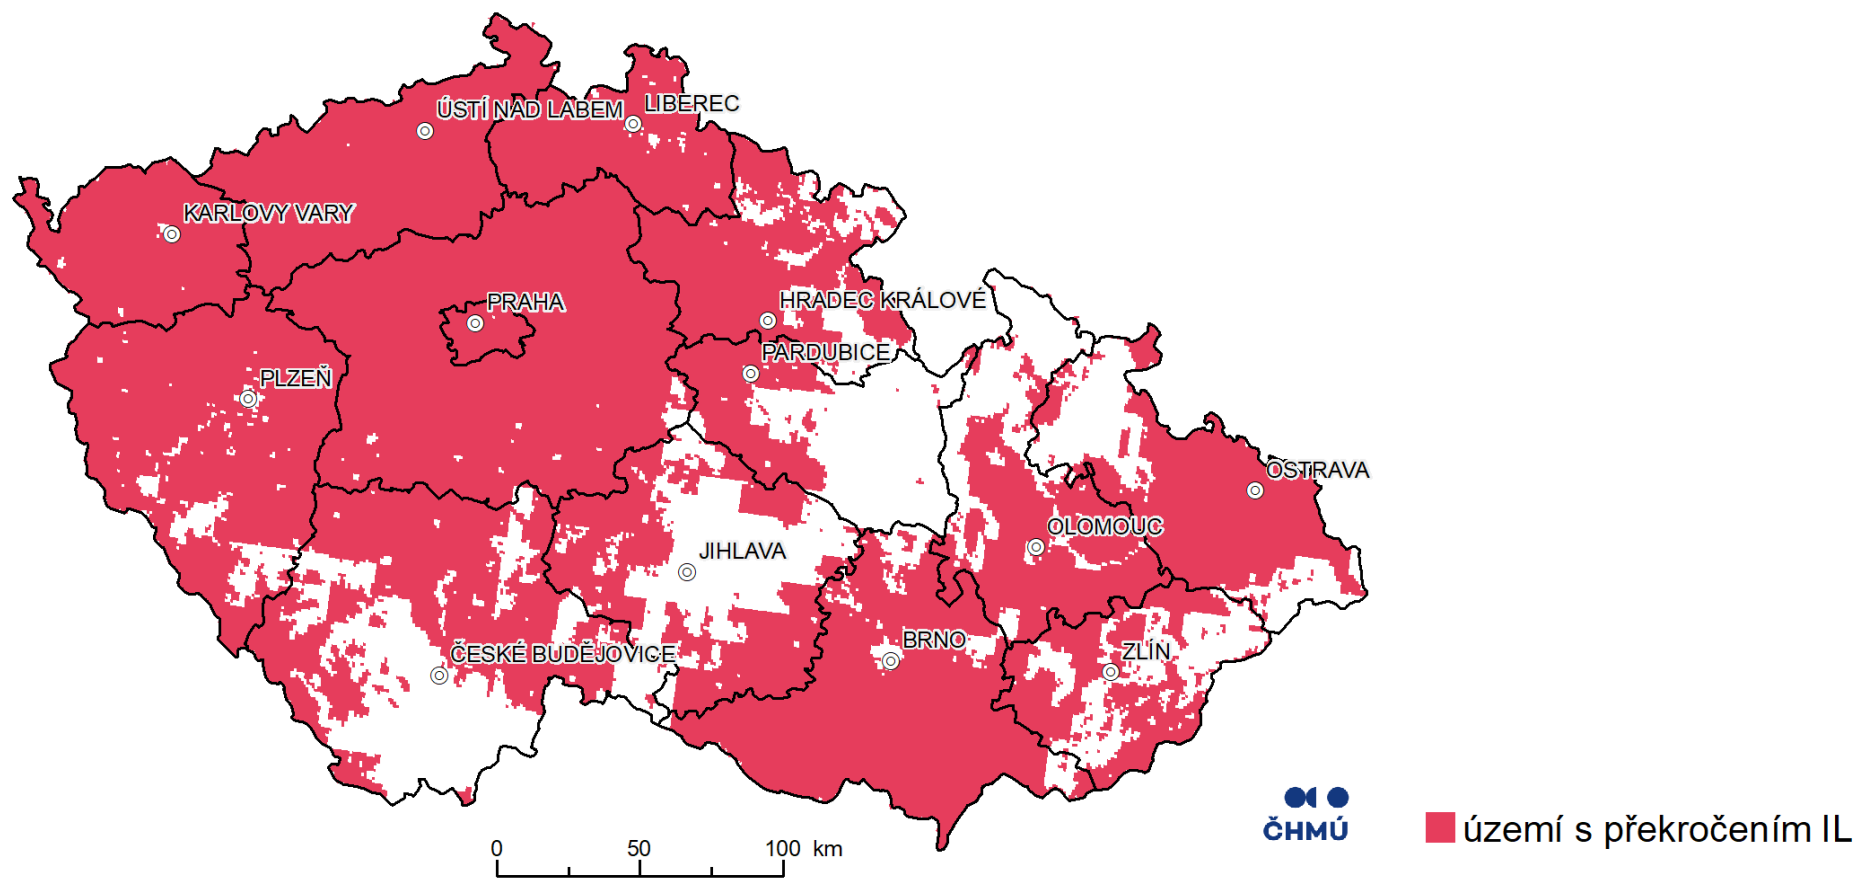 ÚSTÍ NAD LABEM
LIBEREC
KARLOVY VARY
PRAHA
HRADEC KRÁLOVÉ
PARDUBICE
PLZEŇ
OSTRAVA
OLOMOUC
JIHLAVA
BRNO
ČESKÉ BUDĚJOVICE
ZLÍN
ČHMÚ
území s překročením IL
0 50 100 km